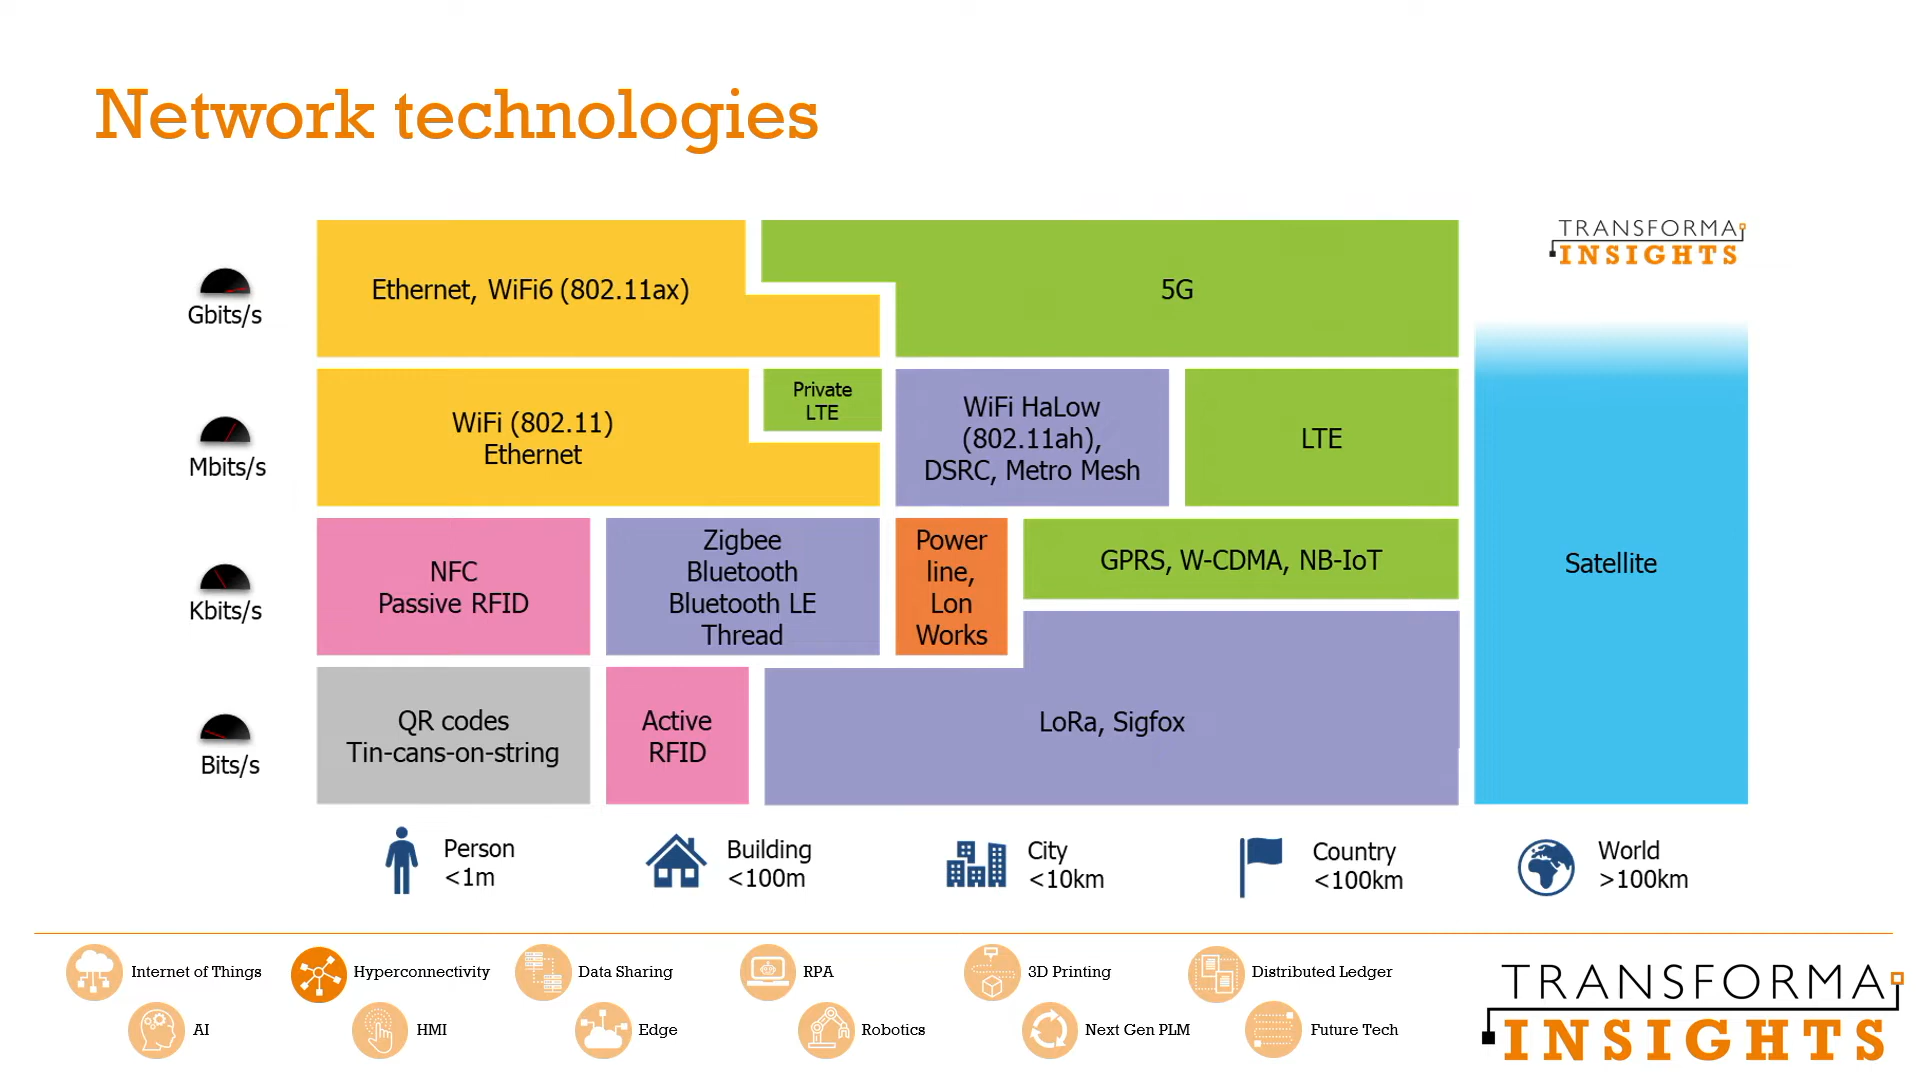 Network technologies
TRANSFORMA
INSIGHTS
Gbits/s
Ethernet, WiFi6 (802.11ax)
5G
Mbits/s
WiFi (802.11)
Ethernet
Private
LTE
WiFi HaLow
(802.11ah),
DSRC, Metro Mesh
LTE
Kbits/s
NFC
Passive RFID
Zigbee
Bluetooth
Bluetooth LE
Thread
Power
line,
Lon
Works
GPRS, W-CDMA, NB-IoT
Satellite
Bits/s
QR codes
Tin-cans-on-string
Active
RFID
LoRa, Sigfox
Person
<1m
Building
<100m
City
<10km
Country
<100km
World
>100km
Internet of Things
Hyperconnectivity
Data Sharing
RPA
3D Printing
Distributed Ledger
AI
HMI
Edge
Robotics
Next Gen PLM
Future Tech
TRANSFORMA
INSIGHTS